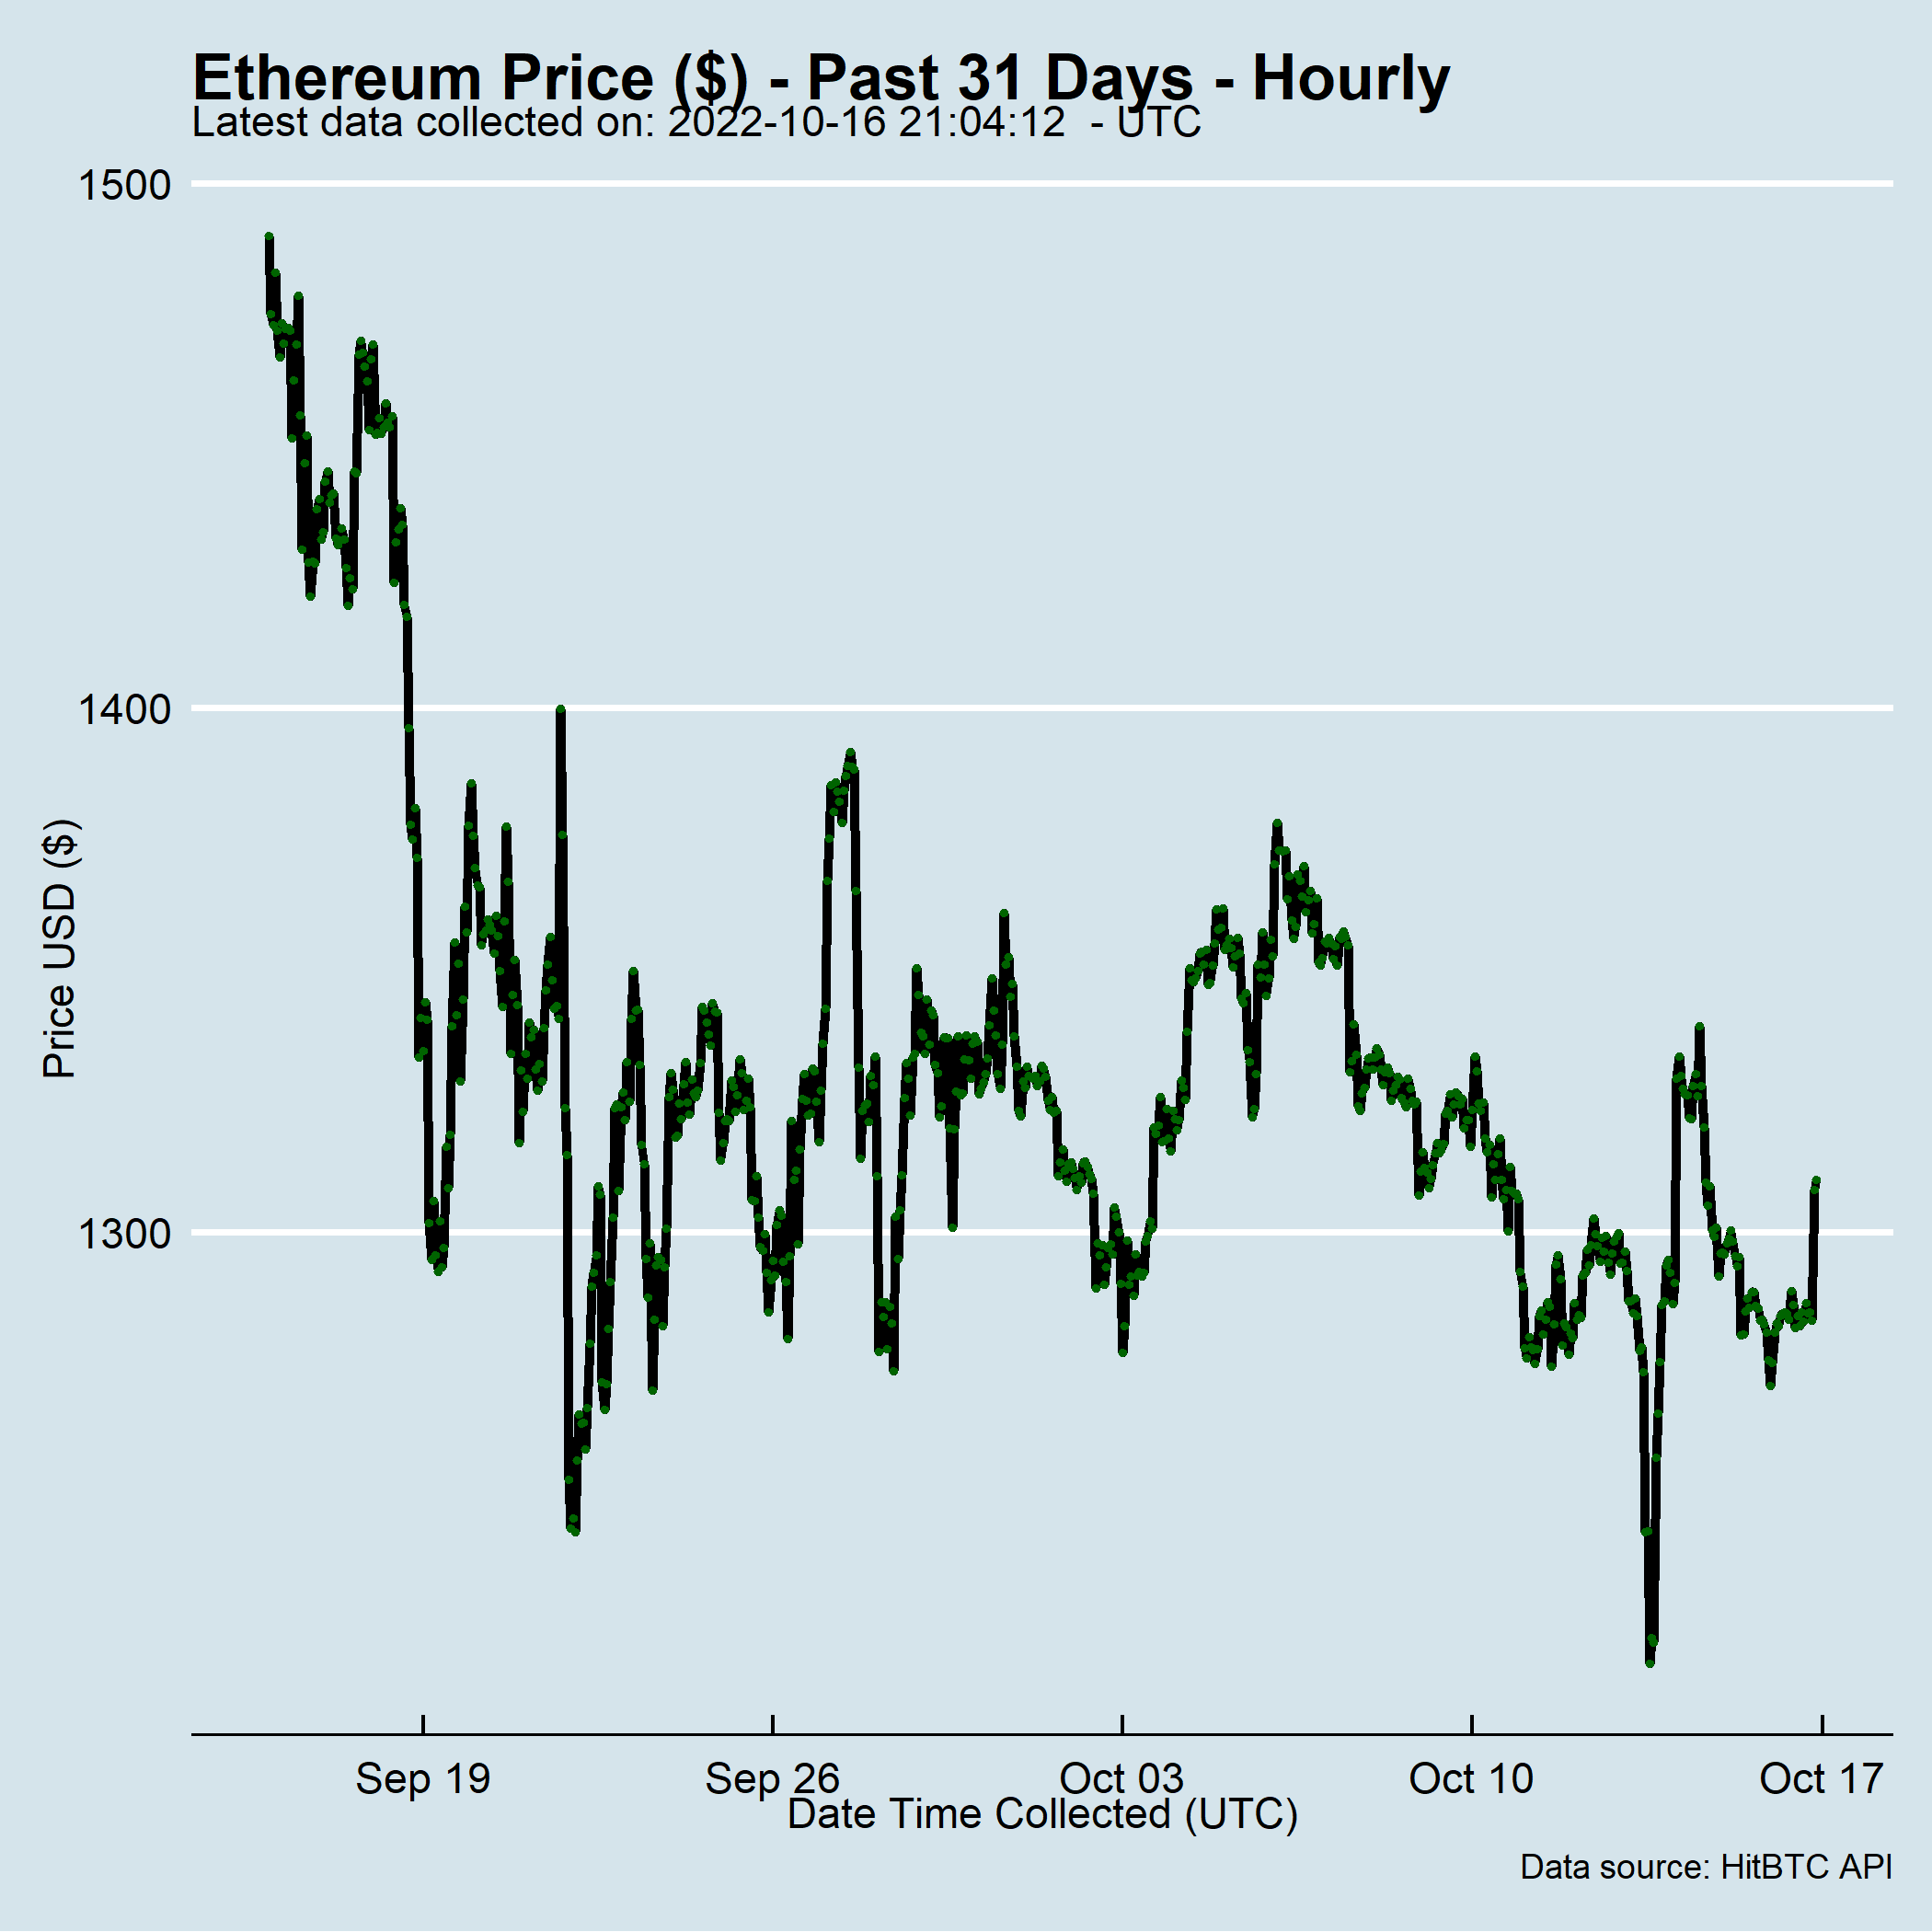 Ethereum Price ($) - Past 31 Days - Hourly
Latest data collected on: 2022-10-16 21:04:12  - UTC
1500
1400
1300
Price USD ($)
Sep 19 Sep 26 Oct 03 Oct 10 Oct 17
Date Time Collected (UTC)
Data source: HitBTC API